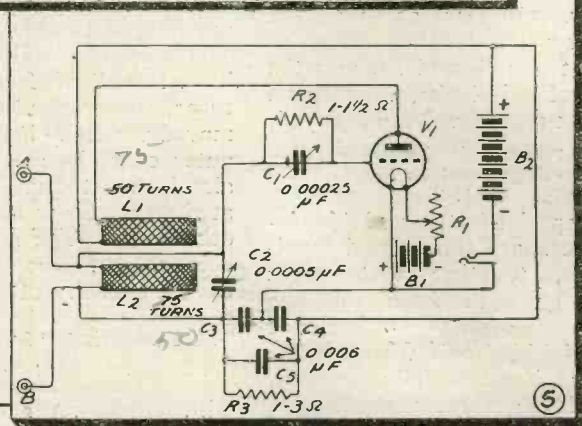 R2
1-1½ Ω
V1
+
B2
-
A
75
50 TURNS
L1
C1
0.00025
µF
R1
+
-
B1
C2
0.0005 µF
L2
75
TURNS
50
C3
C4
0.006
µF
C5
R3
1-3 Ω
B
5